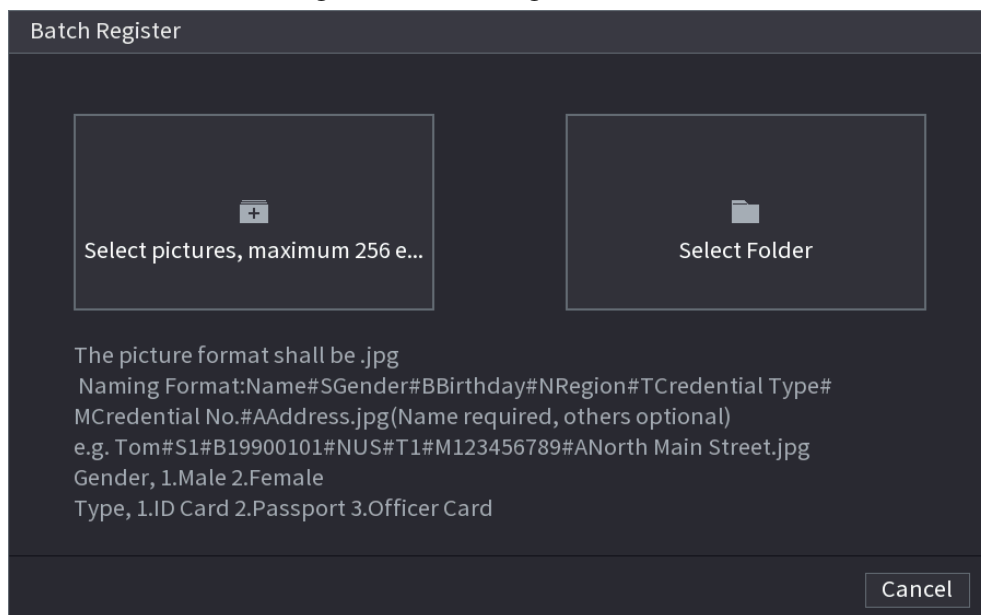 Batch Register
Select pictures, maximum 256 e...
Select Folder
The picture format shall be .jpg
Naming Format:Name#SGender#BBirthday#NRegion#TCredential Type#
MCredential No.#AAddress.jpg(Name required, others optional)
e.g. Tom#S1#B19900101#NUS#T1#M123456789#ANorth Main Street.jpg
Gender, 1.Male 2.Female
Type, 1.ID Card 2.Passport 3.Officer Card
Cancel